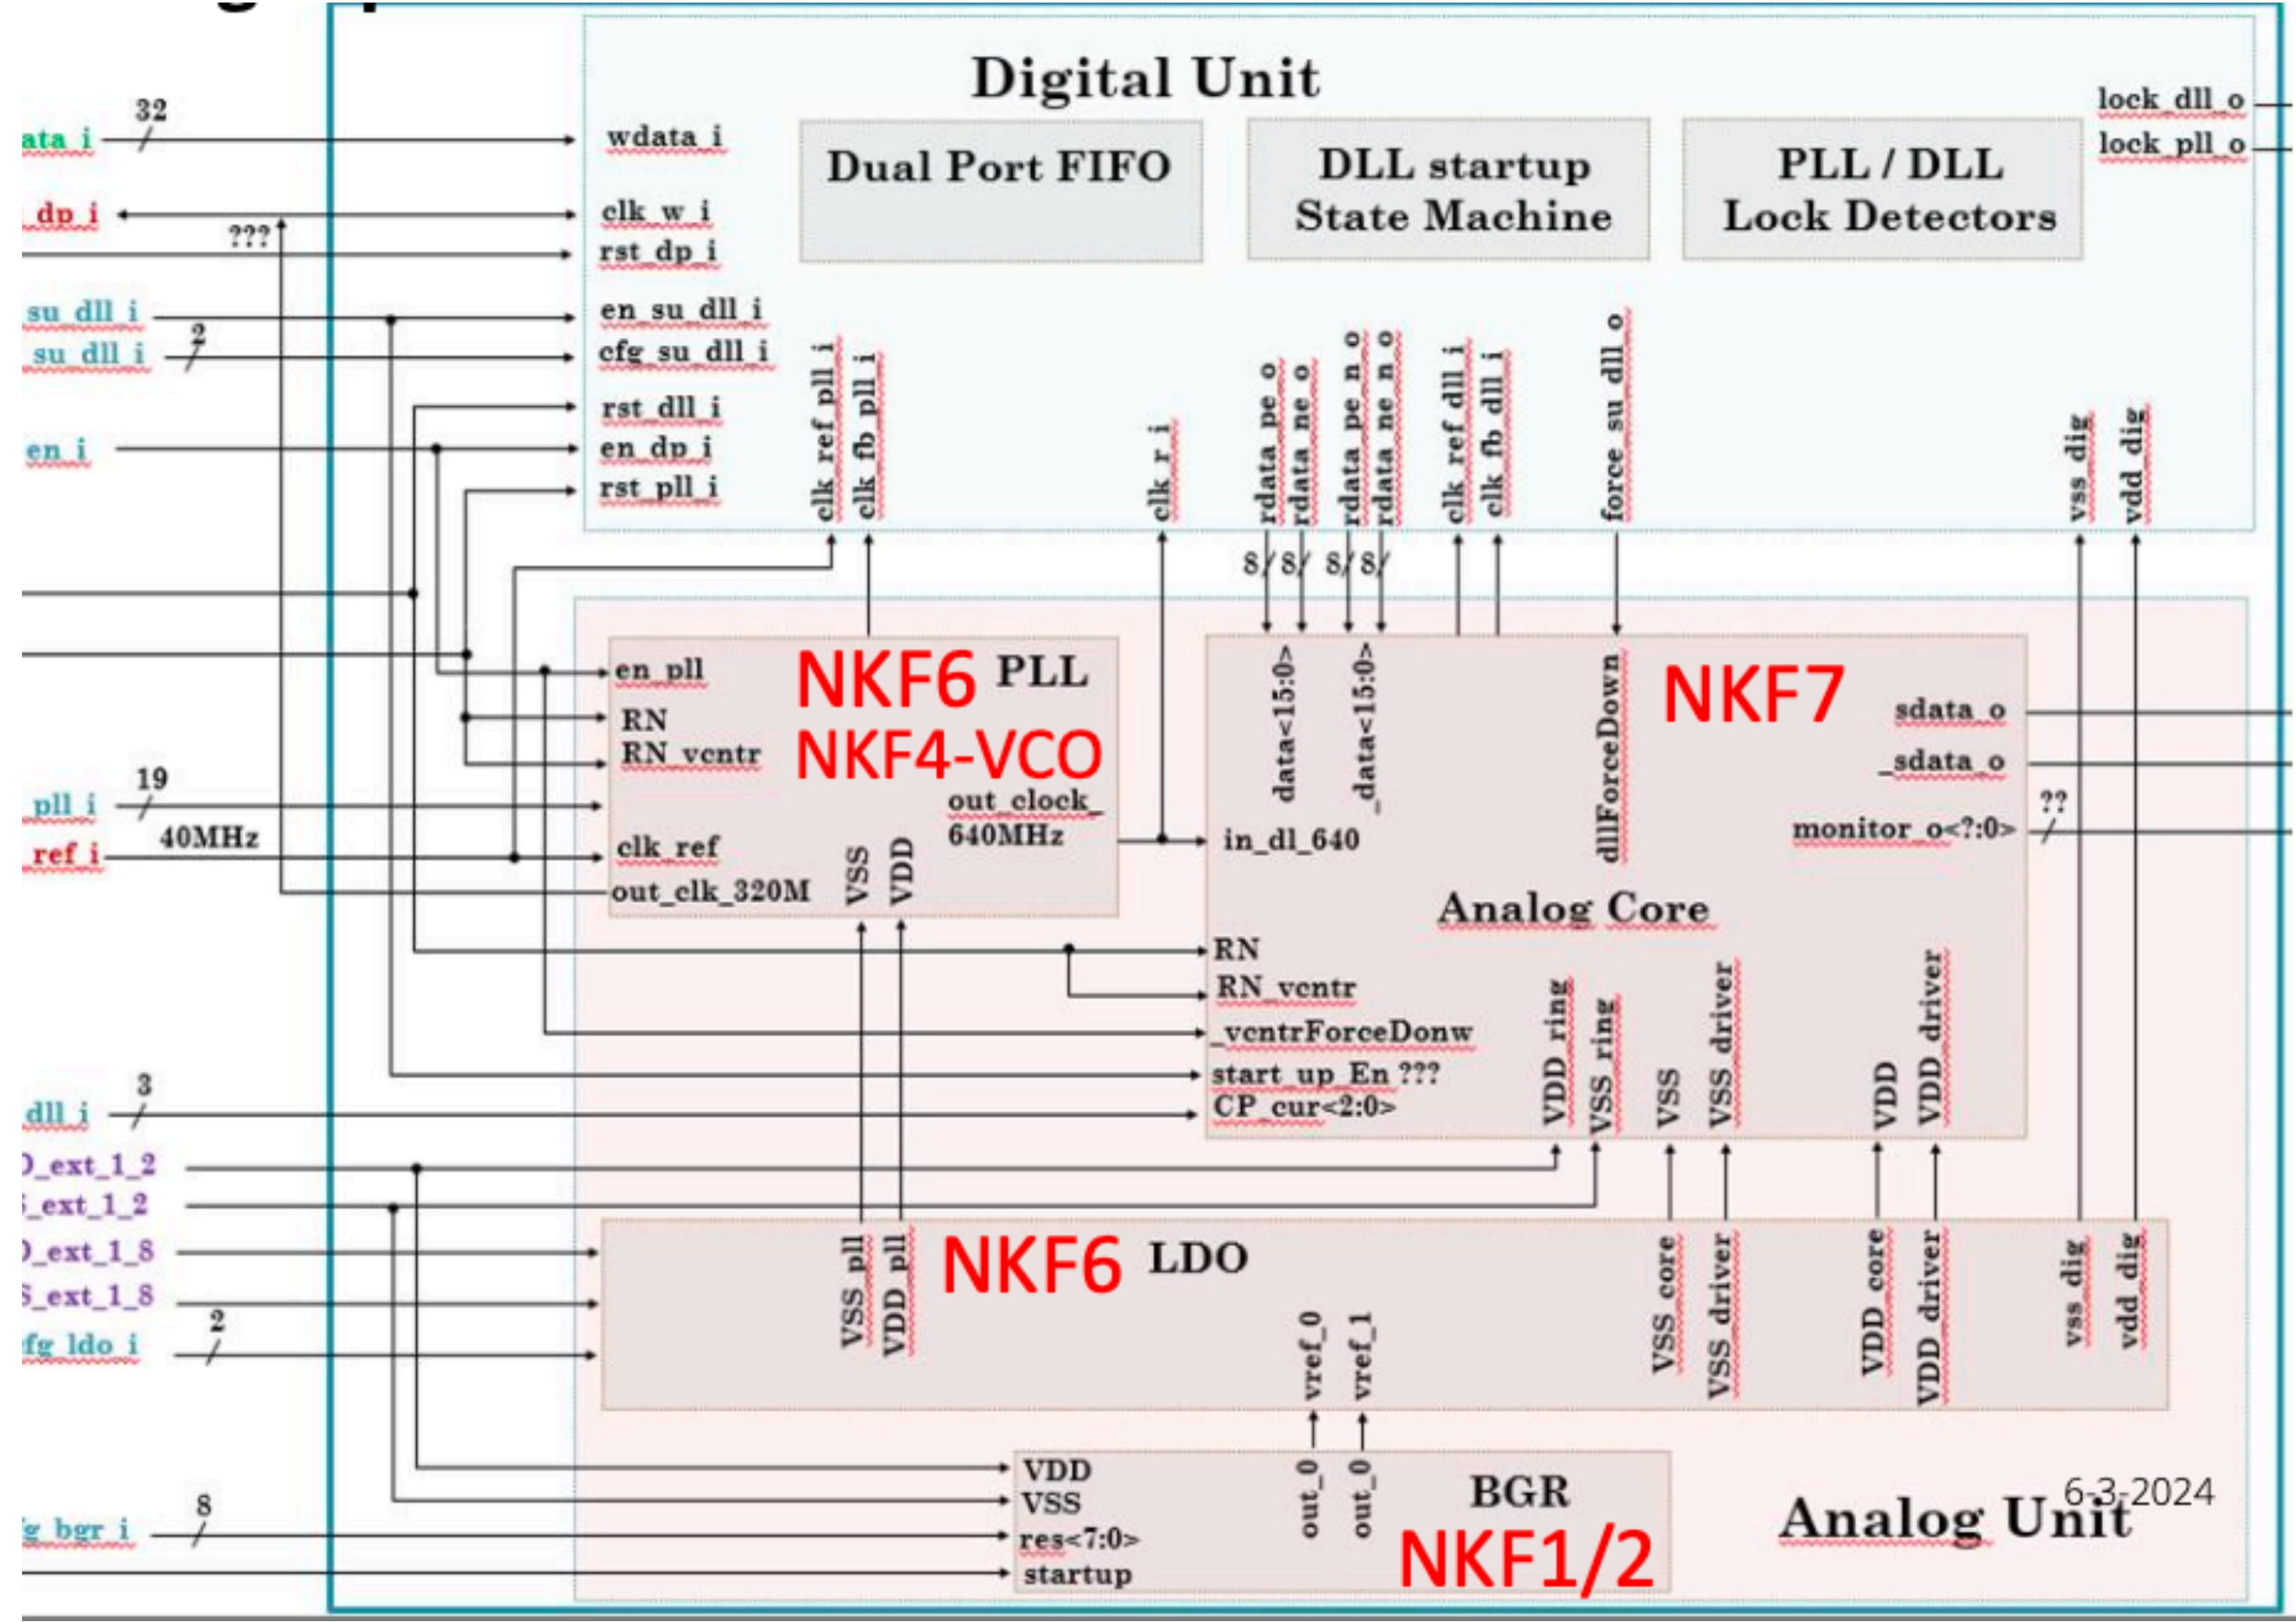 Digital Unit
lock_dll_o
lock_pll_o
32
ata_i
wdata_i
Dual Port FIFO
DLL startup
State Machine
PLL / DLL
Lock Detectors
_dp_i
clk_w_i
???
rst_dp_i
su_dll_i
en_su_dll_i
2
su_dll_i
cfg_su_dll_i
rst_dll_i
en_i
en_dp_i
rst_pll_i
clk_ref_pll_i
clk_fb_pll_i
clk_r_i
rdata_pe_o
rdata_ne_o
rdata_pe_n_o
rdata_ne_n_o
clk_ref_dll_i
clk_fb_dll_i
force_su_dll_o
vss_dig
vdd_dig
8
8
8
8
en_pll
NKF6
PLL
RN
RN_vcntr
NKF4-VCO
19
pll_i
out_clock_
640MHz
40MHz
_ref_i
clk_ref
out_clk_320M
VSS
VDD
data<15:0>
_data<15:0>
dllForceDown
NKF7
sdata_o
_sdata_o
??
monitor_o<?:0>
in_dl_640
Analog Core
RN
RN_vcntr
_vcntrForceDonw
start_up_En ???
CP_cur<2:0>
VDD_ring
VSS_ring
VSS
VSS_driver
VDD
VDD_driver
3
dll_i
D_ext_1_2
S_ext_1_2
D_ext_1_8
S_ext_1_8
2
fg_ldo_i
VSS_pll
VDD_pll
NKF6
LDO
vref_0
vref_1
VSS_core
VSS_driver
VDD_core
VDD_driver
vss_dig
vdd_dig
VDD
VSS
8
g_bgr_i
res<7:0>
startup
out_0
out_0
BGR
NKF1/2
6-3-2024
Analog Unit